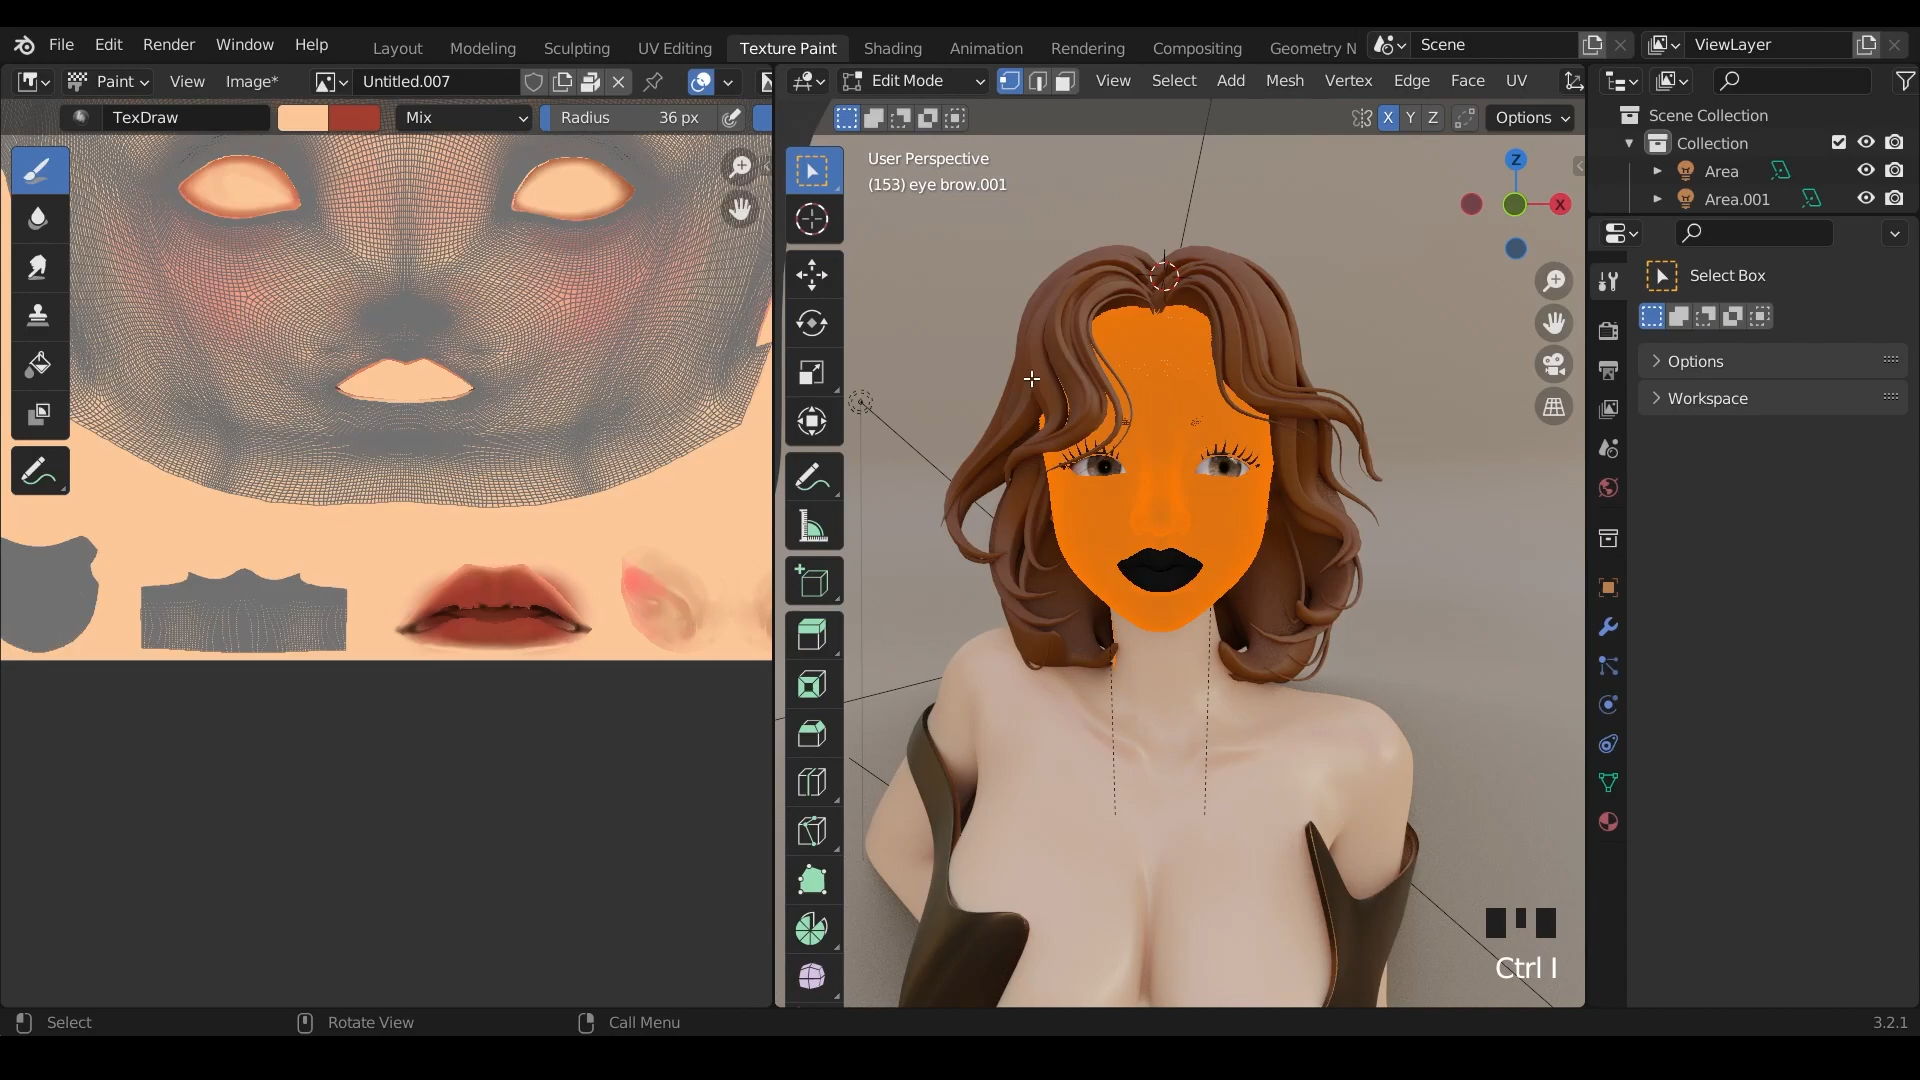 File Edit Render Window Help
Layout Modeling Sculpting UV Editing Texture Paint Shading Animation Rendering Compositing Geometry N
Scene
ViewLayer
Paint View Image* Untitled.007
Edit Mode View Select Add Mesh Vertex Edge Face UV
TexDraw Mix Radius 36 px
X Y Z Options
Scene Collection
Collection
Area
Area.001
User Perspective
(153) eye brow.001
Z
X
Select Box
Options
Workspace
Ctrl I
Select Rotate View Call Menu 3.2.1